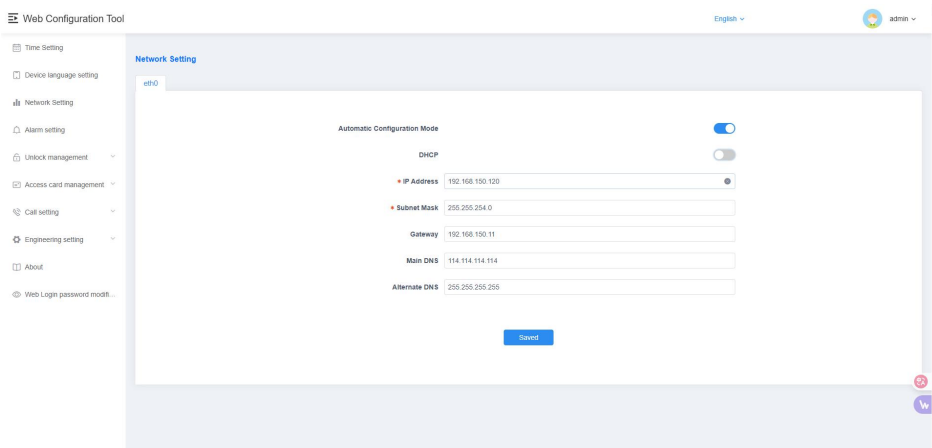 Web Configuration Tool
English
admin
Time Setting
Device language setting
Network Setting
Alarm setting
Unlock management
Access card management
Call setting
Engineering setting
About
Web Login password modifi...
Network Setting
eth0
Automatic Configuration Mode
DHCP
* IP Address 192.168.150.120
* Subnet Mask 255.255.254.0
Gateway 192.168.150.11
Main DNS 114.114.114.114
Alternate DNS 255.255.255.255
Saved